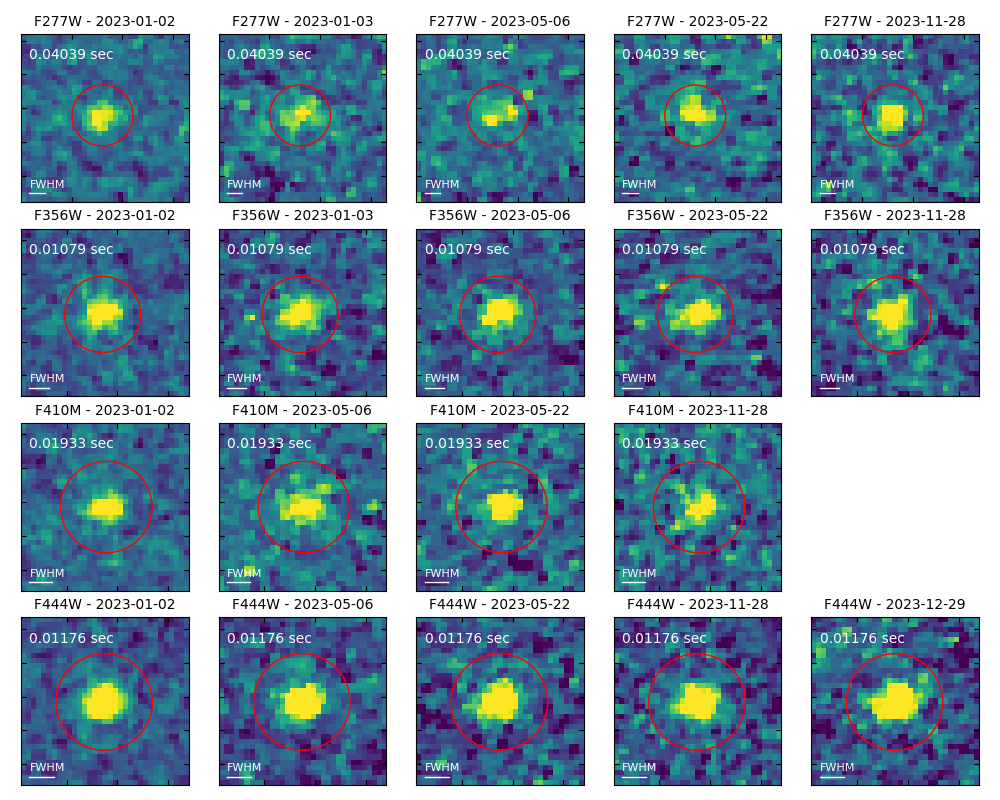 F277W - 2023-01-02
0.04039 sec
FWHM
F277W - 2023-01-03
0.04039 sec
FWHM
F277W - 2023-05-06
0.04039 sec
FWHM
F277W - 2023-05-22
0.04039 sec
FWHM
F277W - 2023-11-28
0.04039 sec
FWHM
F356W - 2023-01-02
0.01079 sec
FWHM
F356W - 2023-01-03
0.01079 sec
FWHM
F356W - 2023-05-06
0.01079 sec
FWHM
F356W - 2023-05-22
0.01079 sec
FWHM
F356W - 2023-11-28
0.01079 sec
FWHM
F410M - 2023-01-02
0.01933 sec
FWHM
F410M - 2023-05-06
0.01933 sec
FWHM
F410M - 2023-05-22
0.01933 sec
FWHM
F410M - 2023-11-28
0.01933 sec
FWHM
F444W - 2023-01-02
0.01176 sec
FWHM
F444W - 2023-05-06
0.01176 sec
FWHM
F444W - 2023-05-22
0.01176 sec
FWHM
F444W - 2023-11-28
0.01176 sec
FWHM
F444W - 2023-12-29
0.01176 sec
FWHM